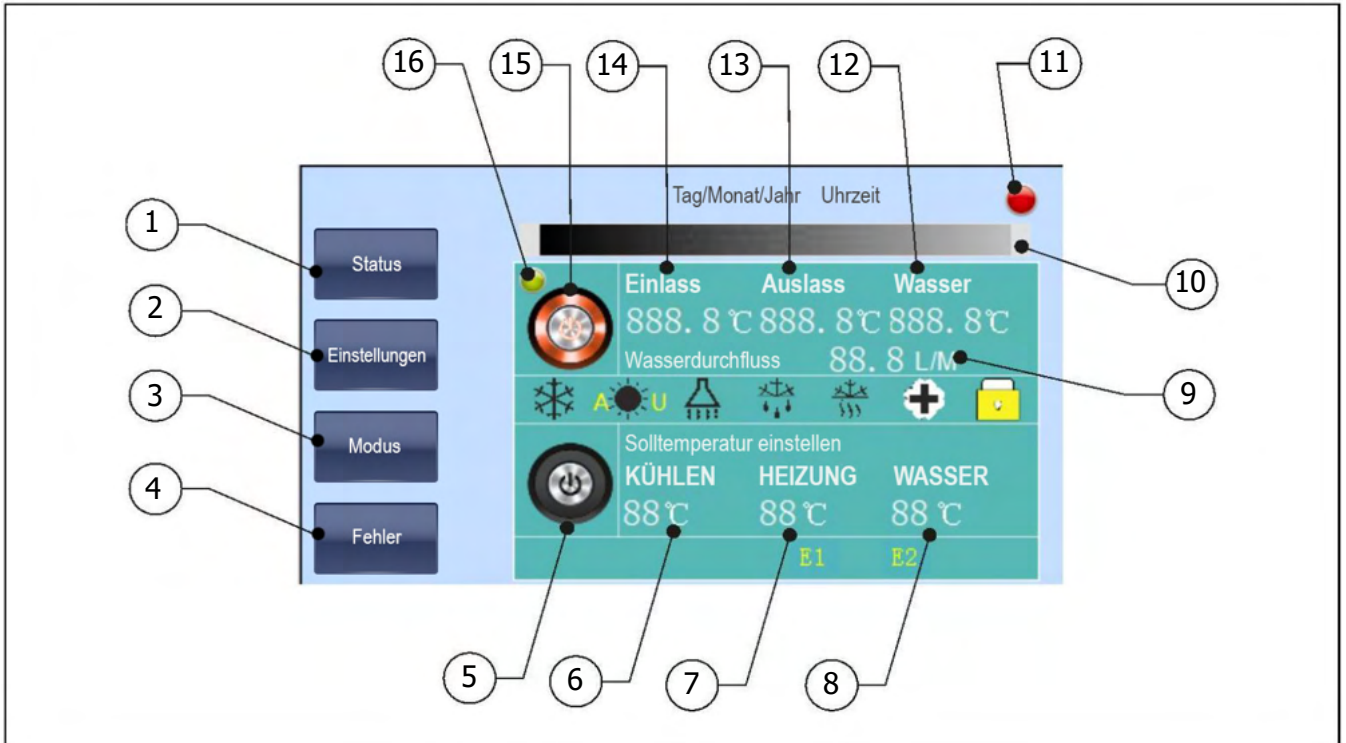 16 15 14 13 12 11
Tag/Monat/Jahr Uhrzeit
1
Status
10
Einlass Auslass Wasser
888.8℃ 888.8℃ 888.8℃
2
Einstellungen
Wasserdurchfluss 88.8 L/M
9
A U
3
Modus
Solltemperatur einstellen
KÜHLEN HEIZUNG WASSER
88℃ 88℃ 88℃
4
Fehler
E1 E2
5 6 7 8